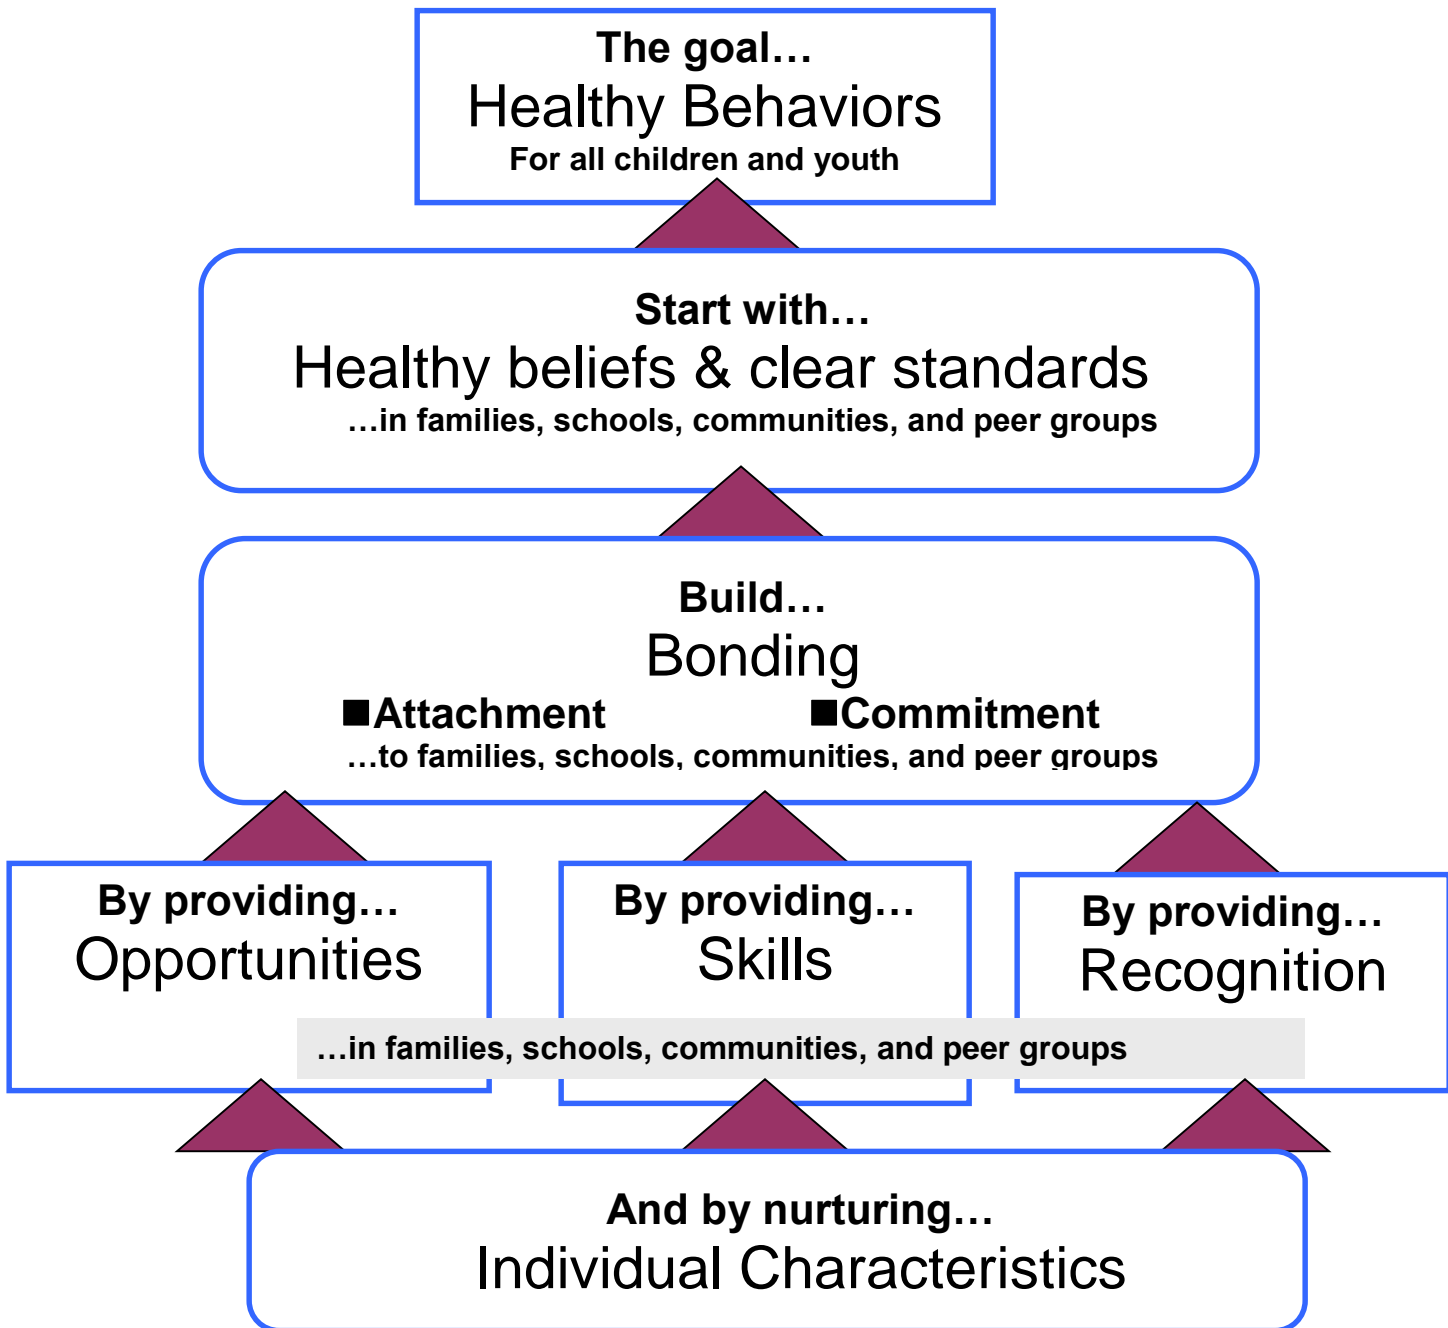 The goal…
Healthy Behaviors
For all children and youth
Start with…
Healthy beliefs & clear standards
…in families, schools, communities, and peer groups
Build…
Bonding
■Attachment ■Commitment
…to families, schools, communities, and peer groups
By providing…
Opportunities
By providing…
Skills
By providing…
Recognition
…in families, schools, communities, and peer groups
And by nurturing…
Individual Characteristics